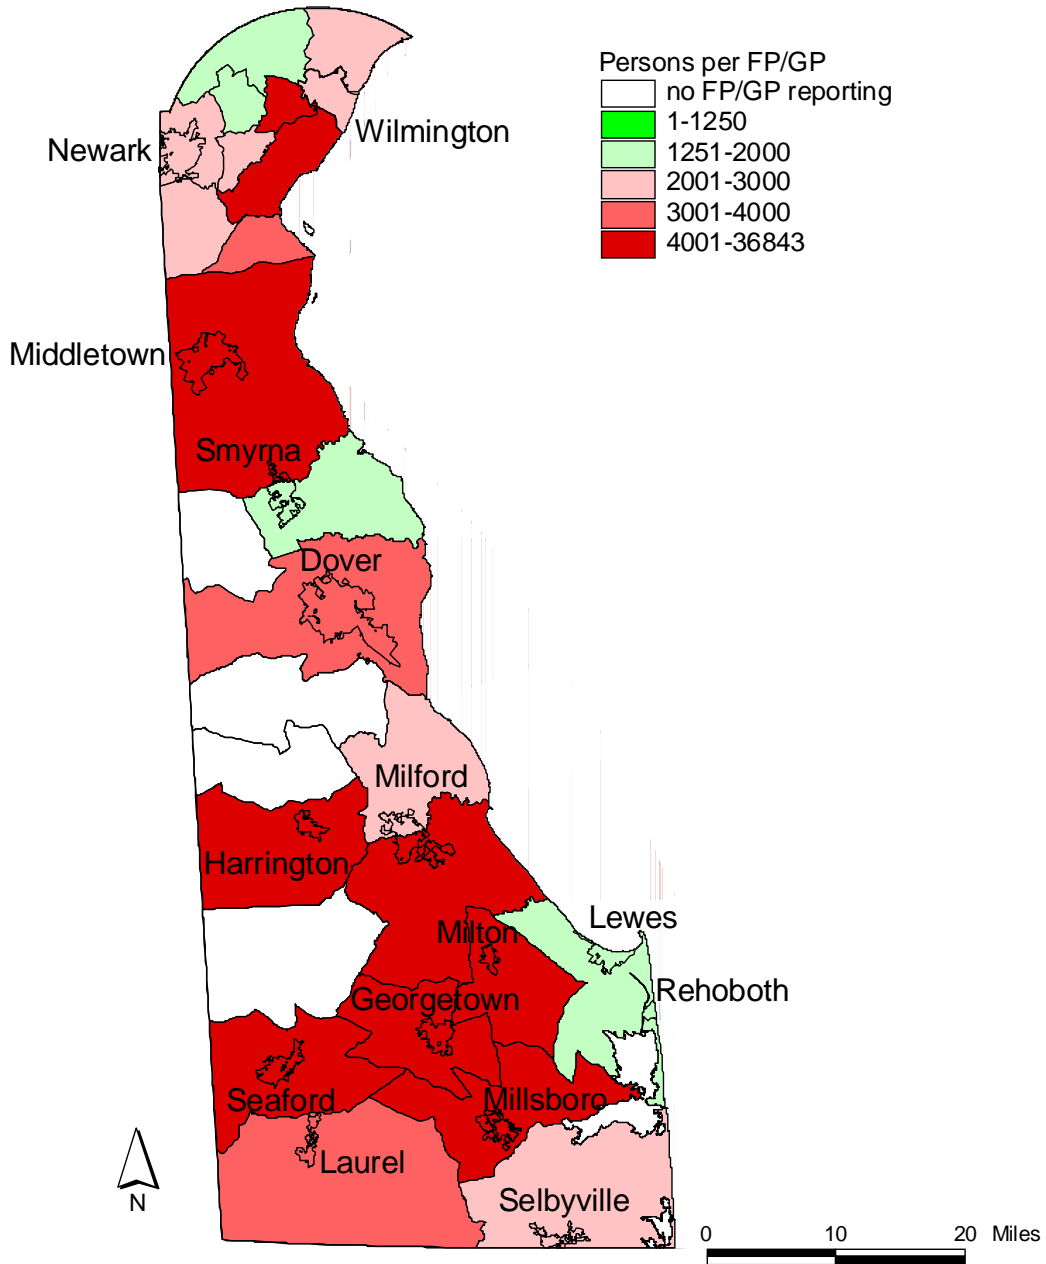 Persons per FP/GP
no FP/GP reporting
1-1250
1251-2000
2001-3000
3001-4000
4001-36843
Wilmington
Newark
Middletown
Smyrna
Dover
Milford
Harrington
Lewes
Milton
Rehoboth
Georgetown
Seaford
Millsboro
Laurel
Selbyville
N
0 10 20 Miles